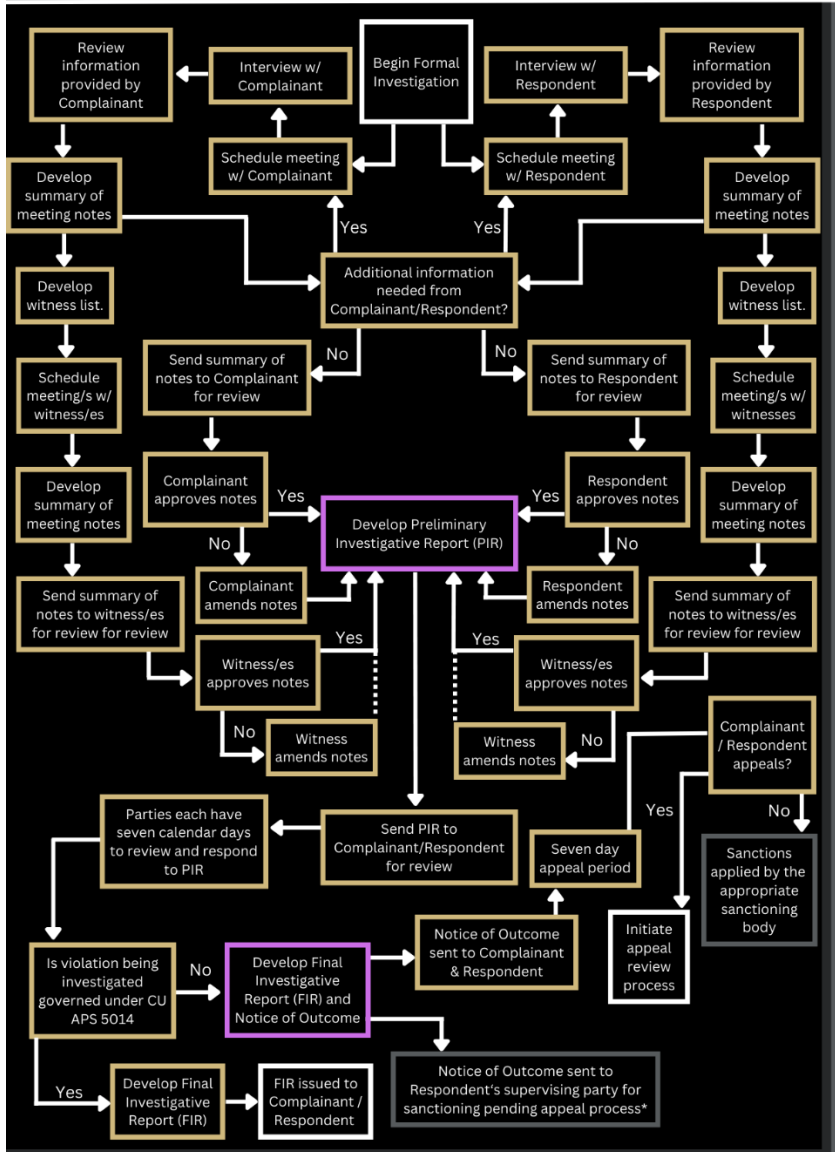 Review
information
provided by
Complainant
Interview w/
Complainant
Begin Formal
Investigation
Interview w/
Respondent
Review
information
provided by
Respondent
Schedule meeting
w/ Complainant
Schedule meeting
w/ Respondent
Develop
summary of
meeting notes
Yes
Yes
Develop
summary of
meeting notes
Additional information
needed from
Complainant/Respondent?
Develop
witness list.
Develop
witness list.
No
No
Send summary of
notes to Complainant
for review
Send summary of
notes to Respondent
for review
Schedule
meeting/s w/
witness/es
Schedule
meeting/s w/
witnesses
Complainant
approves notes
Yes
Develop Preliminary
Investigative Report (PIR)
Yes
Respondent
approves notes
Develop
summary of
meeting notes
Develop
summary of
meeting notes
No
No
Complainant
amends notes
Respondent
amends notes
Send summary of
notes to witness/es
for review for review
Send summary of
notes to witness/es
for review for review
Witness/es
approves notes
Yes
Yes
Witness/es
approves notes
No
Witness
amends notes
Witness
amends notes
No
Complainant
/ Respondent
appeals?
Parties each have
seven calendar days
to review and respond
to PIR
Send PIR to
Complainant/Respondent
for review
Seven day
appeal period
Yes
No
Sanctions
applied by the
appropriate
sanctioning
body
Initiate
appeal
review
process
Is violation being
investigated
governed under CU
APS 5014
No
Develop Final
Investigative
Report (FIR) and
Notice of Outcome
Notice of Outcome
sent to Complainant
& Respondent
Notice of Outcome sent to
Respondent's supervising party for
sanctioning pending appeal process*
Yes
Develop Final
Investigative
Report (FIR)
FIR issued to
Complainant /
Respondent